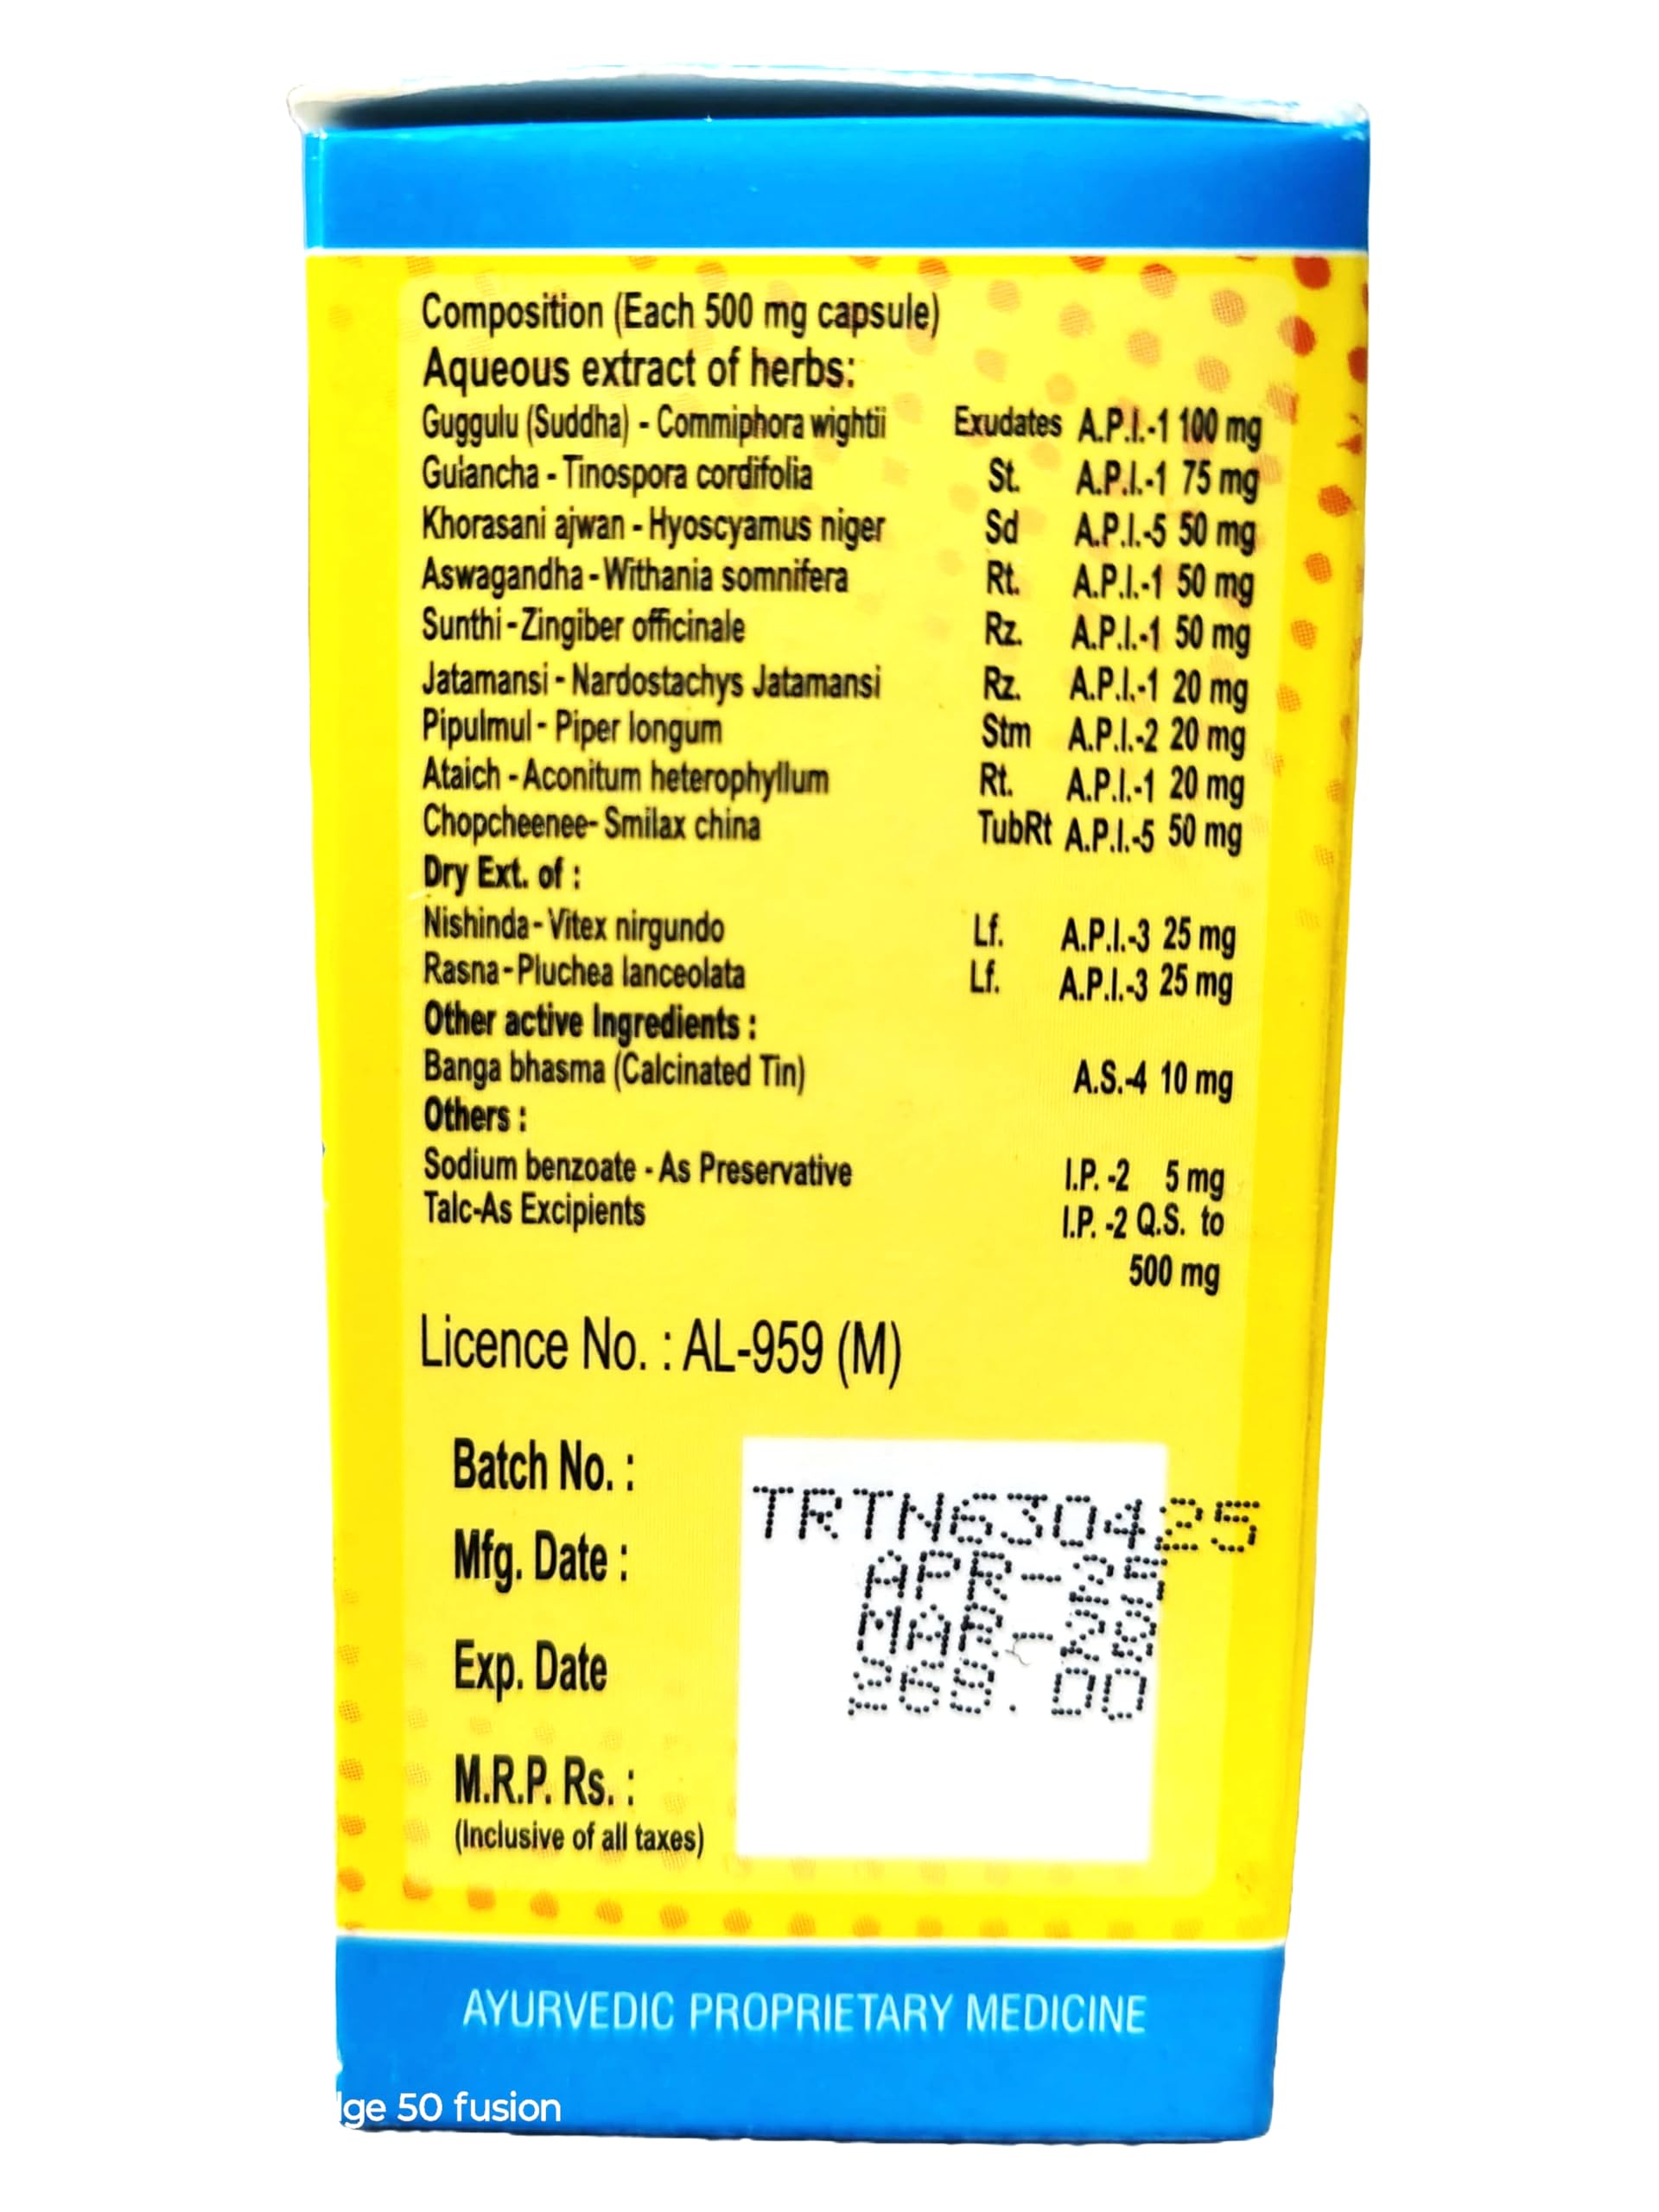 Composition (Each 500 mg capsule)
Aqueous extract of herbs:
Guggulu (Suddha) - Commiphora wightii Exudates A.P.I.-1 100 mg
Gulancha - Tinospora cordifolia St. A.P.I.-1 75 mg
Khorasani ajwan - Hyoscyamus niger Sd A.P.I.-5 50 mg
Aswagandha - Withania somnifera Rt. A.P.I.-1 50 mg
Sunthi - Zingiber officinale Rz. A.P.I.-1 50 mg
Jatamansi - Nardostachys Jatamansi Rz. A.P.I.-1 20 mg
Pipulmul - Piper longum Stm A.P.I.-2 20 mg
Ataich - Aconitum heterophyllum Rt. A.P.I.-1 20 mg
Chopcheenee- Smilax china TubRt A.P.I.-5 50 mg
Dry Ext. of :
Nishinda - Vitex nirgundo Lf. A.P.I.-3 25 mg
Rasna - Pluchea lanceolata Lf. A.P.I.-3 25 mg
Other active Ingredients :
Banga bhasma (Calcinated Tin) A.S.-4 10 mg
Others :
Sodium benzoate - As Preservative I.P. -2 5 mg
Talc-As Excipients I.P. -2 Q.S. to
500 mg
Licence No. : AL-959 (M)
Batch No. : TRTN630425
Mfg. Date : APR-25
Exp. Date MAR-28
M.R.P. Rs. : 268.00
(Inclusive of all taxes)
AYURVEDIC PROPRIETARY MEDICINE
ge 50 fusion